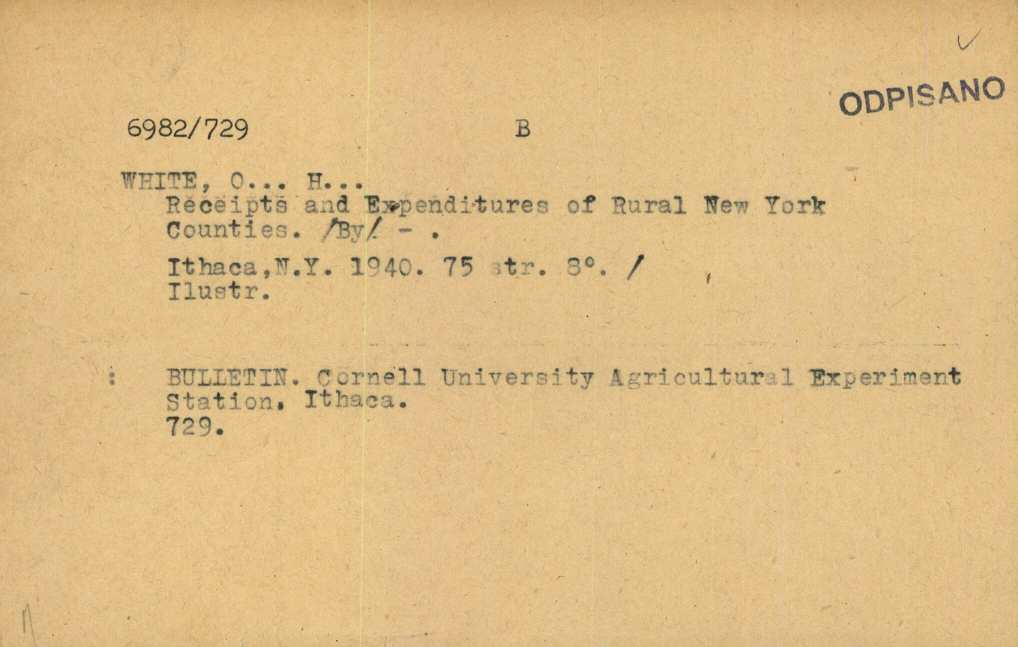 ODPISANO
6982/729 B
WHITE, O... H...
Receipts and Expenditures of Rural New York
Counties. /By/ - .
Ithaca,N.Y. 1940. 75 str. 8°. /
Ilustr.
: BULLETIN. Cornell University Agricultural Experiment
Station. Ithaca.
729.